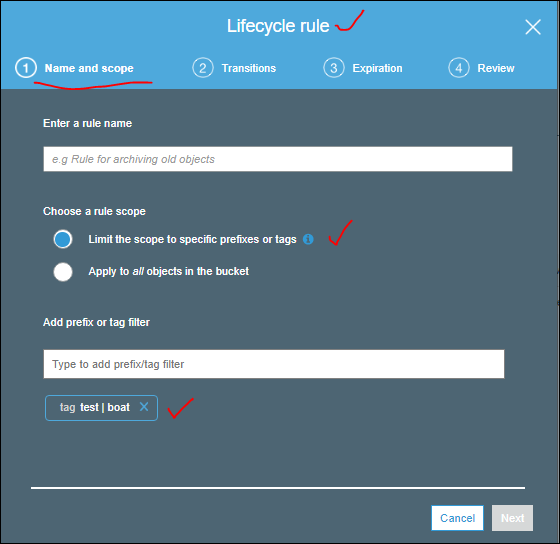 Lifecycle rule
1 Name and scope 2 Transitions 3 Expiration 4 Review
Enter a rule name
e.g Rule for archiving old objects
Choose a rule scope
Limit the scope to specific prefixes or tags
Apply to all objects in the bucket
Add prefix or tag filter
Type to add prefix/tag filter
tag test | boat
Cancel Next